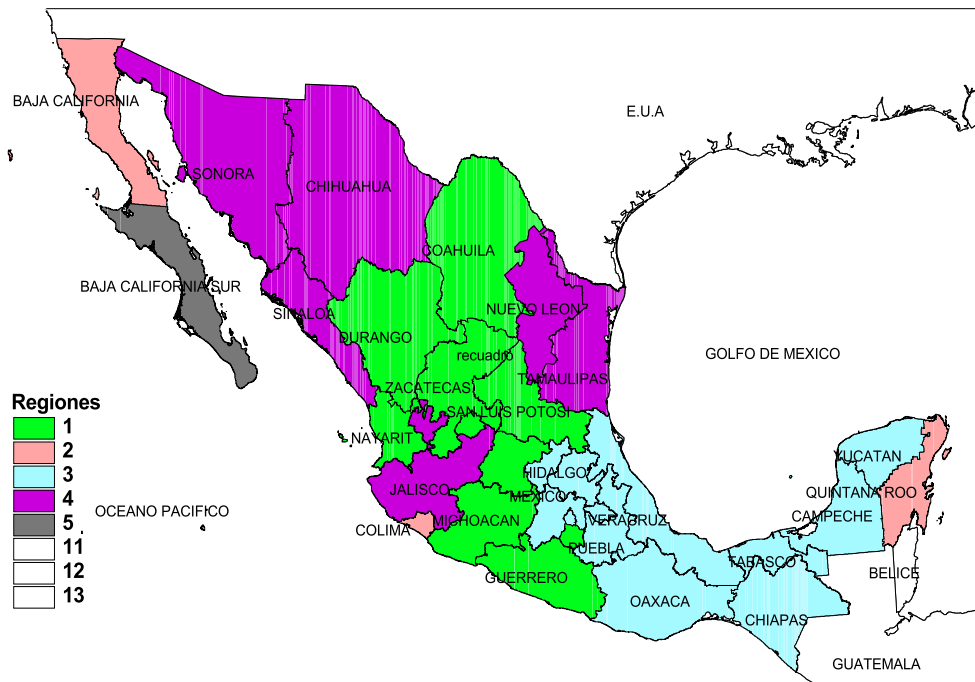 BAJA CALIFORNIA
E.U.A
SONORA
CHIHUAHUA
COAHUILA
BAJA CALIFORNIA SUR
SINALOA
NUEVO LEON
DURANGO
recuadro
GOLFO DE MEXICO
ZACATECAS
TAMAULIPAS
SAN LUIS POTOSI
NAYARIT
Regiones
1
2
3
4
5
11
12
13
YUCATAN
HIDALGO
JALISCO
MEXICO
QUINTANA ROO
OCEANO PACIFICO
COLIMA
MICHOACAN
VERACRUZ
CAMPECHE
PUEBLA
TABASCO
BELICE
GUERRERO
OAXACA
CHIAPAS
GUATEMALA